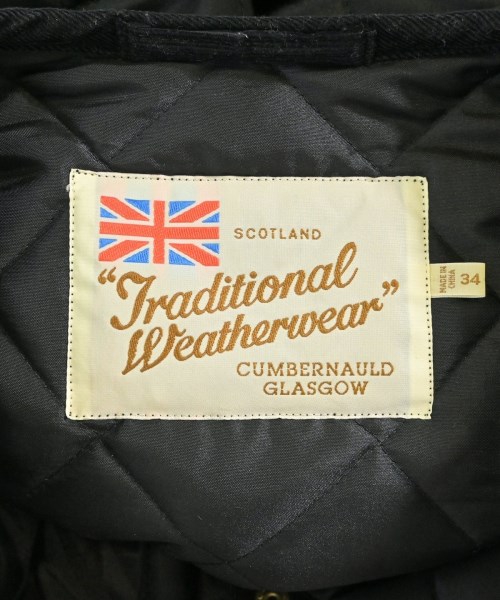 SCOTLAND
"Traditional
Weatherwear"
CUMBERNAULD
GLASGOW
MADE IN
CHINA
34